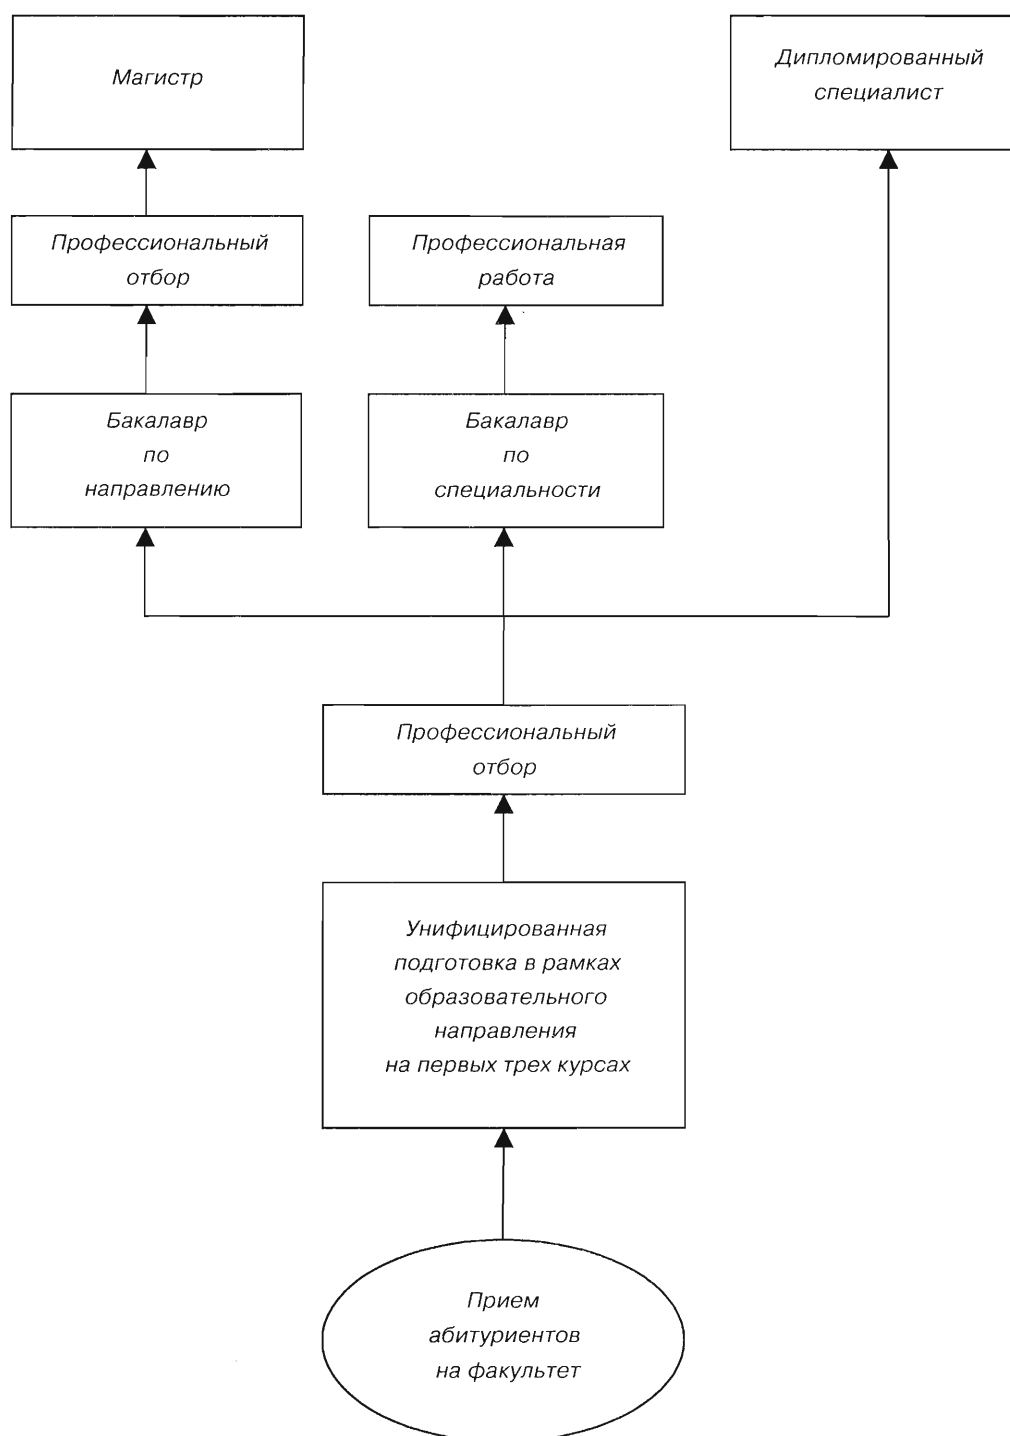 Магистр
Дипломированный
специалист
Профессиональный
отбор
Профессиональная
работа
Бакалавр
по
направлению
Бакалавр
по
специальности
Профессиональный
отбор
Унифицированная
подготовка в рамках
образовательного
направления
на первых трех курсах
Прием
абитуриентов
на факультет